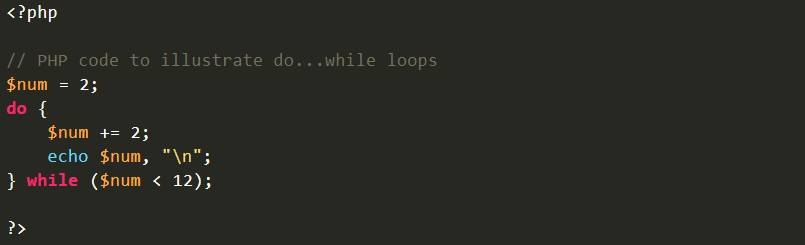 <?php
// PHP code to illustrate do...while loops
$num = 2;
do {
    $num += 2;
    echo $num, "\n";
} while ($num < 12);
?>